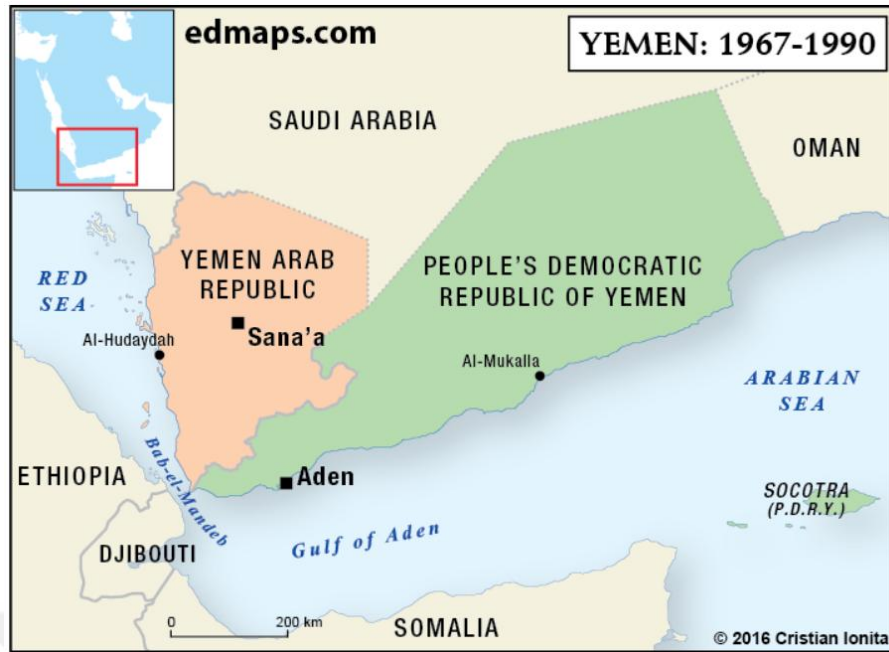 edmaps.com
YEMEN: 1967-1990
SAUDI ARABIA
OMAN
YEMEN ARAB
REPUBLIC
PEOPLE'S DEMOCRATIC
REPUBLIC OF YEMEN
RED
SEA
Sana'a
Al-Hudaydah
Al-Mukalla
ARABIAN
SEA
ETHIOPIA
Bab-el-Mandeb
Aden
SOCOTRA
(P.D.R.Y.)
Gulf of Aden
DJIBOUTI
0
200 km
SOMALIA
© 2016 Cristian Ionita